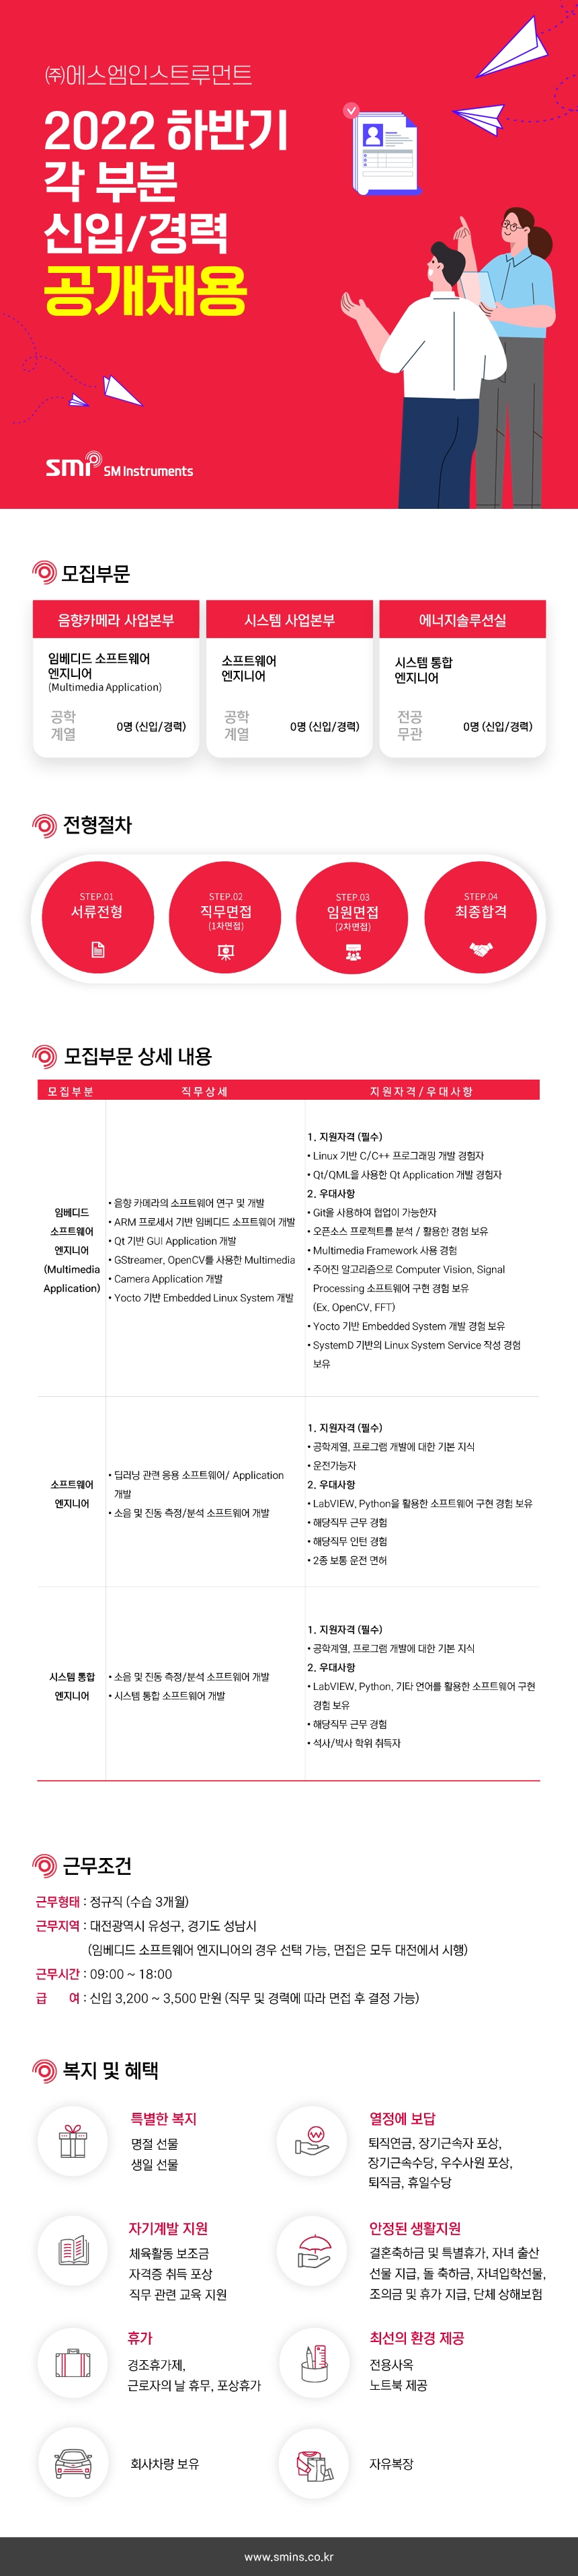 ㈜에스엠인스트루먼트
2022 하반기
각 부분
신입/경력
공개채용
smi SM Instruments
모집부문
음향카메라 사업본부
임베디드 소프트웨어
엔지니어
(Multimedia Application)
공학
계열
0명 (신입/경력)
시스템 사업본부
소프트웨어
엔지니어
공학
계열
0명 (신입/경력)
에너지솔루션실
시스템 통합
엔지니어
전공
무관
0명 (신입/경력)
전형절차
STEP.01
서류전형
STEP.02
직무면접
(1차면접)
STEP.03
임원면접
(2차면접)
STEP.04
최종합격
모집부문 상세 내용
모집부분 직무상세 지원자격/우대사항
임베디드
소프트웨어
엔지니어
(Multimedia
Application)
• 음향 카메라의 소프트웨어 연구 및 개발
• ARM 프로세서 기반 임베디드 소프트웨어 개발
• Qt 기반 GUI Application 개발
• GStreamer, OpenCV를 사용한 Multimedia
• Camera Application 개발
• Yocto 기반 Embedded Linux System 개발
1. 지원자격 (필수)
• Linux 기반 C/C++ 프로그래밍 개발 경험자
• Qt/QML을 사용한 Qt Application 개발 경험자
2. 우대사항
• Git을 사용하여 협업이 가능한자
• 오픈소스 프로젝트를 분석 / 활용한 경험 보유
• Multimedia Framework 사용 경험
• 주어진 알고리즘으로 Computer Vision, Signal
Processing 소프트웨어 구현 경험 보유
(Ex. OpenCV, FFT)
• Yocto 기반 Embedded System 개발 경험 보유
• SystemD 기반의 Linux System Service 작성 경험
보유
소프트웨어
엔지니어
• 딥러닝 관련 응용 소프트웨어/ Application
개발
• 소음 및 진동 측정/분석 소프트웨어 개발
1. 지원자격 (필수)
• 공학계열, 프로그램 개발에 대한 기본 지식
• 운전가능자
2. 우대사항
• LabVIEW, Python을 활용한 소프트웨어 구현 경험 보유
• 해당직무 근무 경험
• 해당직무 인턴 경험
• 2종 보통 운전 면허
시스템 통합
엔지니어
• 소음 및 진동 측정/분석 소프트웨어 개발
• 시스템 통합 소프트웨어 개발
1. 지원자격 (필수)
• 공학계열, 프로그램 개발에 대한 기본 지식
2. 우대사항
• LabVIEW, Python, 기타 언어를 활용한 소프트웨어 구현
경험 보유
• 해당직무 근무 경험
• 석사/박사 학위 취득자
근무조건
근무형태 : 정규직 (수습 3개월)
근무지역 : 대전광역시 유성구, 경기도 성남시
(임베디드 소프트웨어 엔지니어의 경우 선택 가능, 면접은 모두 대전에서 시행)
근무시간 : 09:00 ~ 18:00
급 여 : 신입 3,200 ~ 3,500 만원 (직무 및 경력에 따라 면접 후 결정 가능)
복지 및 혜택
특별한 복지
명절 선물
생일 선물
열정에 보답
퇴직연금, 장기근속자 포상,
장기근속수당, 우수사원 포상,
퇴직금, 휴일수당
자기계발 지원
체육활동 보조금
자격증 취득 포상
직무 관련 교육 지원
안정된 생활지원
결혼축하금 및 특별휴가, 자녀 출산
선물 지급, 돌 축하금, 자녀입학선물,
조의금 및 휴가 지급, 단체 상해보험
휴가
경조휴가제,
근로자의 날 휴무, 포상휴가
최선의 환경 제공
전용사옥
노트북 제공
회사차량 보유
자유복장
www.smins.co.kr